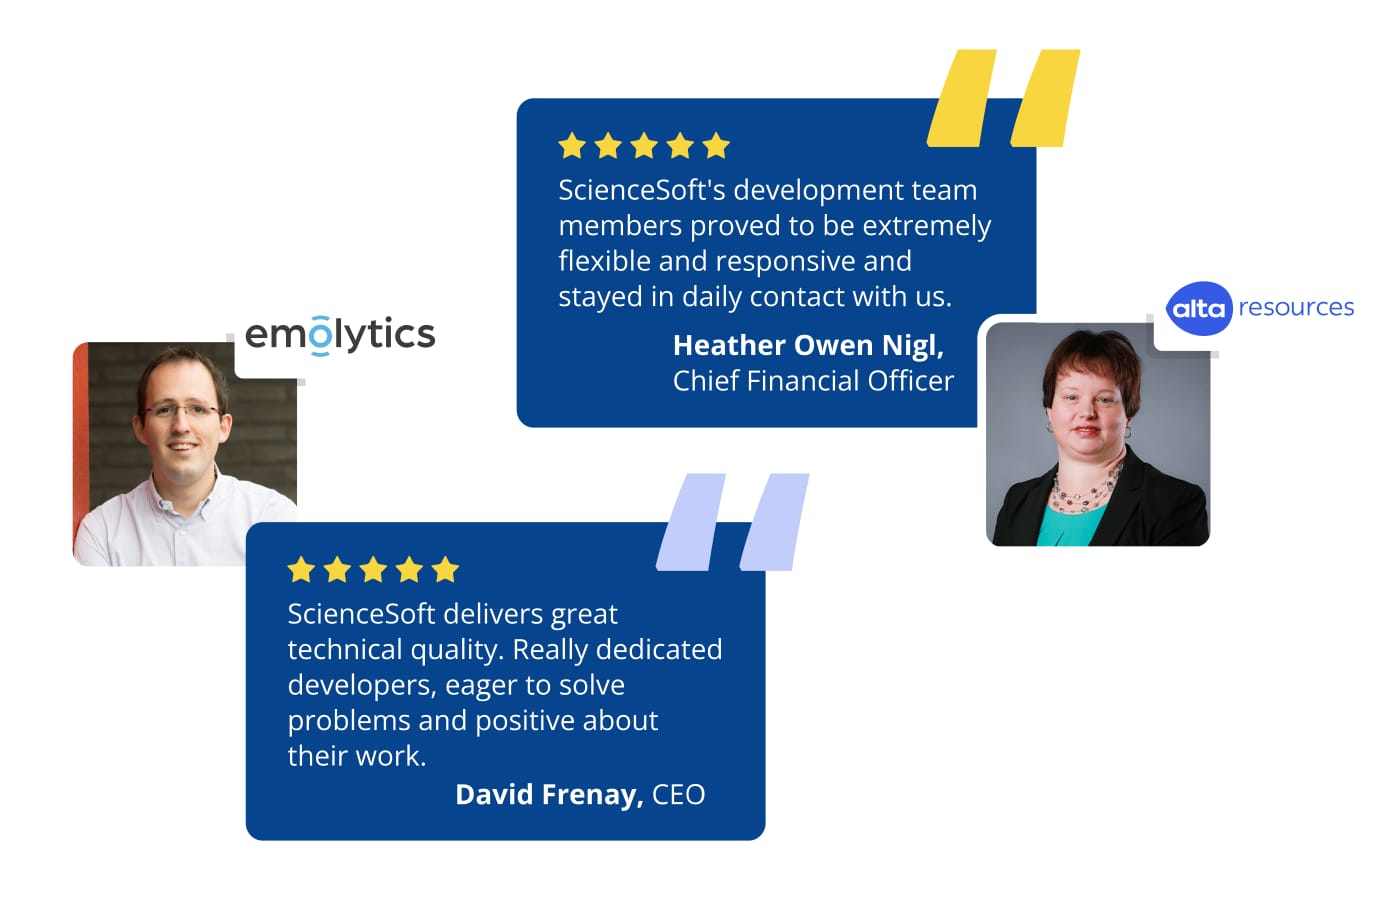 ScienceSoft's development team
members proved to be extremely
flexible and responsive and
stayed in daily contact with us.
Heather Owen Nigl,
Chief Financial Officer
alta resources
emolytics
ScienceSoft delivers great
technical quality. Really dedicated
developers, eager to solve
problems and positive about
their work.
David Frenay, CEO